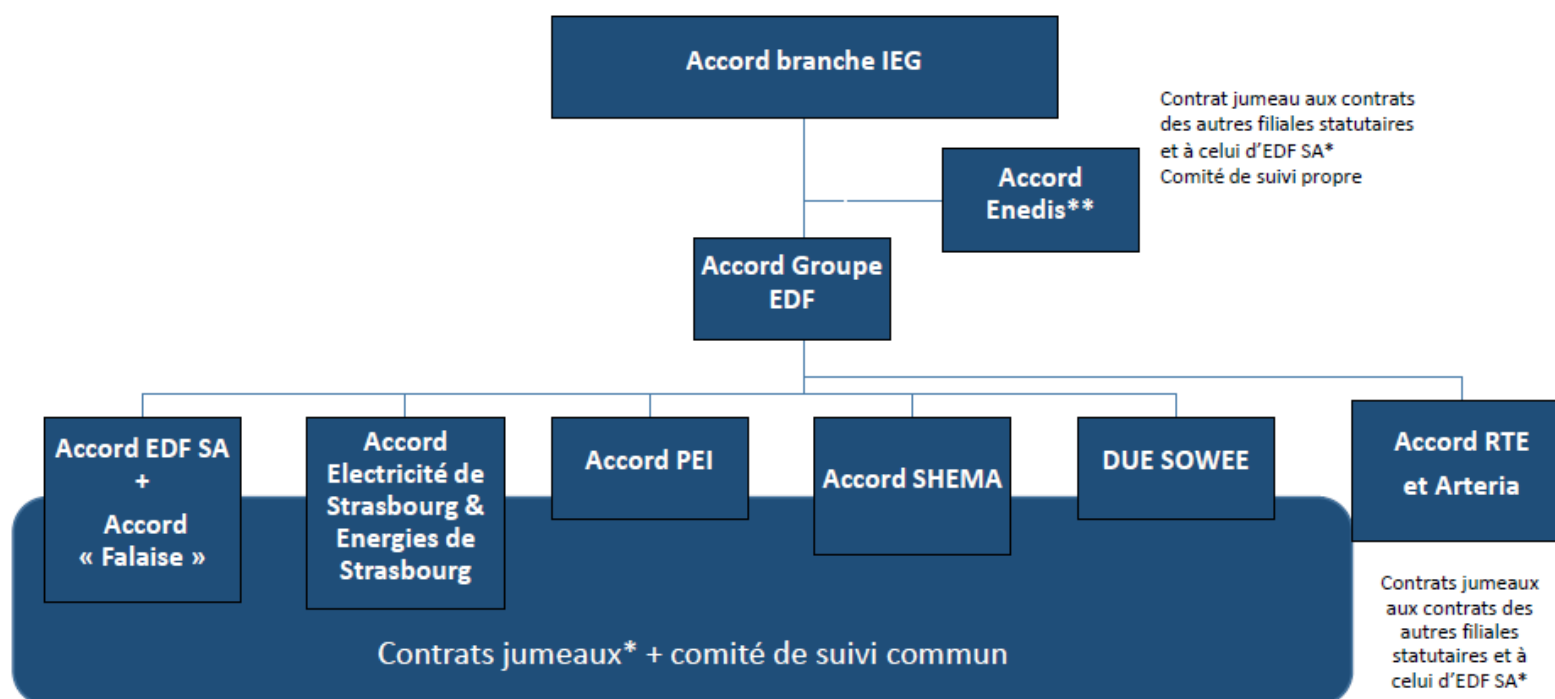 Accord branche IEG
Contrat jumeau aux contrats
des autres filiales statutaires
et à celui d’EDF SA*
Comité de suivi propre
Accord
Enedis**
Accord Groupe
EDF
Accord EDF SA
+
Accord
« Falaise »
Accord
Electricité de
Strasbourg &
Energies de
Strasbourg
Accord PEI
Accord SHEMA
DUE SOWEE
Accord RTE
et Arteria
Contrats jumeaux* + comité de suivi commun
Contrats jumeaux
aux contrats des
autres filiales
statutaires et à
celui d’EDF SA*